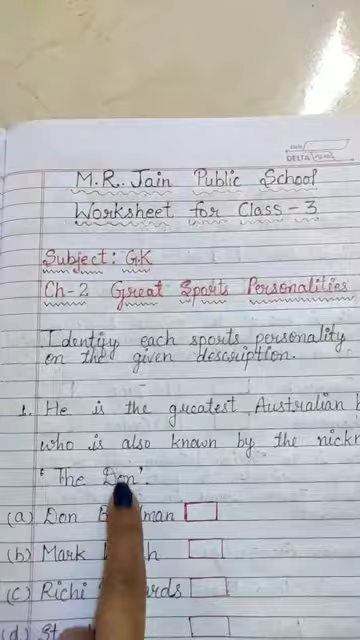 DELTA
M.R. Jain Public School
Worksheet for Class - 3
Subject: GK
Ch-2 Great Sports Personalities
Identify each sports personality
on the given description.
1. He is the greatest Australian
who is also known by the
'The Don'.
(a) Don
(b) Mark
(c) Richi
(d)